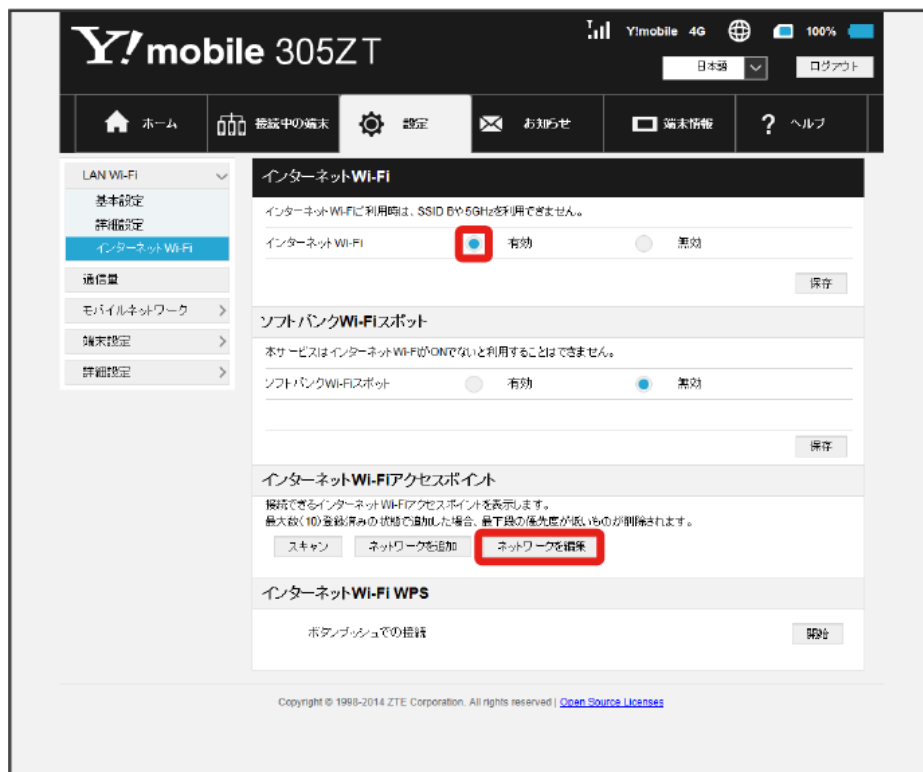 Y!mobile 305ZT
Y!mobile 4G 100%
日本語 ログアウト
ホーム 接続中の端末 設定 お知らせ 端末情報 ? ヘルプ
LAN Wi-Fi
基本設定
詳細設定
インターネットWi-Fi
通信量
モバイルネットワーク
端末設定
詳細設定
インターネットWi-Fi
インターネットWi-Fiご利用時は、SSID Bや5GHzを利用できません。
インターネットWi-Fi 有効 無効
保存
ソフトバンクWi-Fiスポット
本サービスはインターネットWi-FiがONでないと利用することはできません。
ソフトバンクWi-Fiスポット 有効 無効
保存
インターネットWi-Fiアクセスポイント
接続できるインターネットWi-Fiアクセスポイントを表示します。
最大数(10)登録済みの状態で追加した場合、最下段の優先度が低いものが削除されます。
スキャン ネットワークを追加 ネットワークを編集
インターネットWi-Fi WPS
ボタンプッシュでの接続 開始
Copyright © 1998-2014 ZTE Corporation. All rights reserved | Open Source Licenses